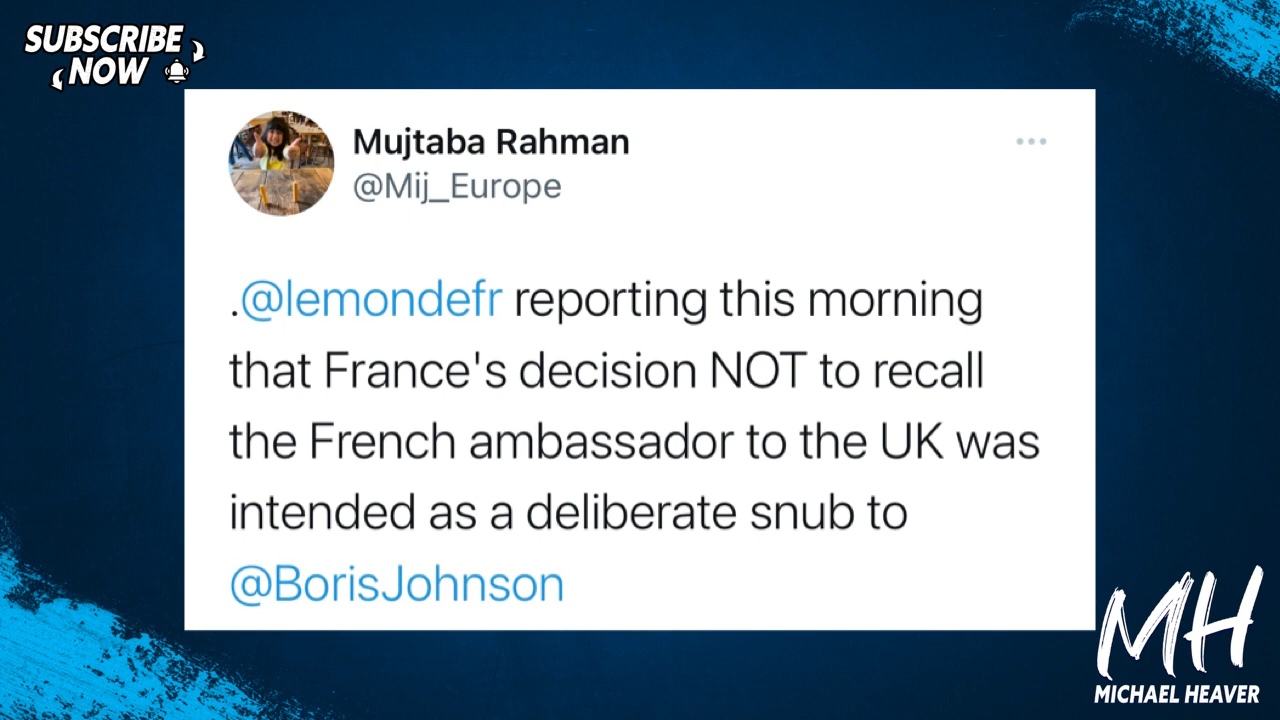 SUBSCRIBE
NOW
Mujtaba Rahman
@Mij_Europe
.@lemondefr reporting this morning
that France's decision NOT to recall
the French ambassador to the UK was
intended as a deliberate snub to
@BorisJohnson
MH
MICHAEL HEAVER